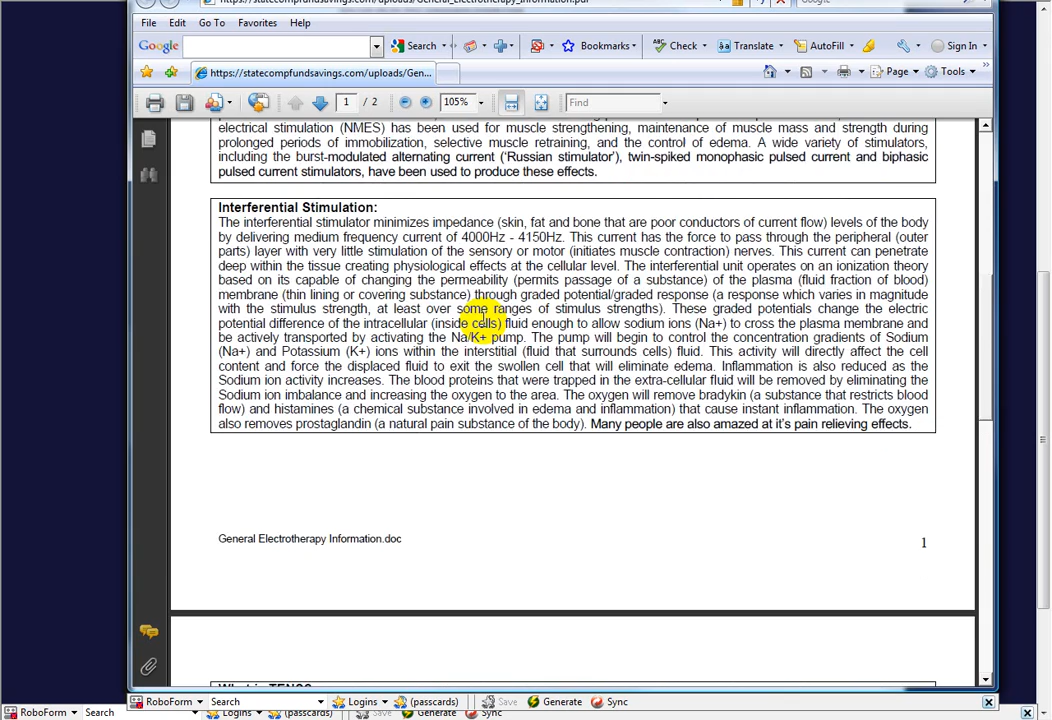 https://statecompfundsavings.com/uploads/General_Electrotherapy_Information.pdf
Google
File Edit Go To Favorites Help
Google Search Bookmarks Check Translate AutoFill Sign In
https://statecompfundsavings.com/uploads/Gen... Page Tools
1 / 2 105% Find
electrical stimulation (NMES) has been used for muscle strengthening, maintenance of muscle mass and strength during
prolonged periods of immobilization, selective muscle retraining, and the control of edema. A wide variety of stimulators,
including the burst-modulated alternating current (‘Russian stimulator’), twin-spiked monophasic pulsed current and biphasic
pulsed current stimulators, have been used to produce these effects.
Interferential Stimulation:
The interferential stimulator minimizes impedance (skin, fat and bone that are poor conductors of current flow) levels of the body
by delivering medium frequency current of 4000Hz - 4150Hz. This current has the force to pass through the peripheral (outer
parts) layer with very little stimulation of the sensory or motor (initiates muscle contraction) nerves. This current can penetrate
deep within the tissue creating physiological effects at the cellular level. The interferential unit operates on an ionization theory
based on its capable of changing the permeability (permits passage of a substance) of the plasma (fluid fraction of blood)
membrane (thin lining or covering substance) through graded potential/graded response (a response which varies in magnitude
with the stimulus strength, at least over some ranges of stimulus strengths). These graded potentials change the electric
potential difference of the intracellular (inside cells) fluid enough to allow sodium ions (Na+) to cross the plasma membrane and
be actively transported by activating the Na/K+ pump. The pump will begin to control the concentration gradients of Sodium
(Na+) and Potassium (K+) ions within the interstitial (fluid that surrounds cells) fluid. This activity will directly affect the cell
content and force the displaced fluid to exit the swollen cell that will eliminate edema. Inflammation is also reduced as the
Sodium ion activity increases. The blood proteins that were trapped in the extra-cellular fluid will be removed by eliminating the
Sodium ion imbalance and increasing the oxygen to the area. The oxygen will remove bradykin (a substance that restricts blood
flow) and histamines (a chemical substance involved in edema and inflammation) that cause instant inflammation. The oxygen
also removes prostaglandin (a natural pain substance of the body). Many people are also amazed at it’s pain relieving effects.
General Electrotherapy Information.doc
1
What is TENS?
RoboForm Search Logins (passcards) Save Generate Sync
RoboForm Search Logins (passcards) Save Generate Sync